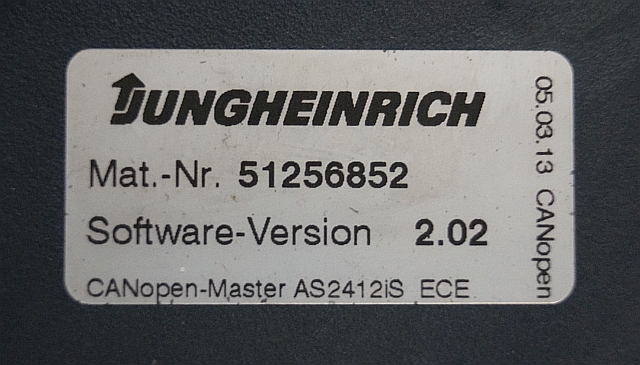 JUNGHEINRICH
Mat.-Nr. 51256852
Software-Version 2.02
CANopen-Master AS2412iS ECE
05.03.13 CANopen